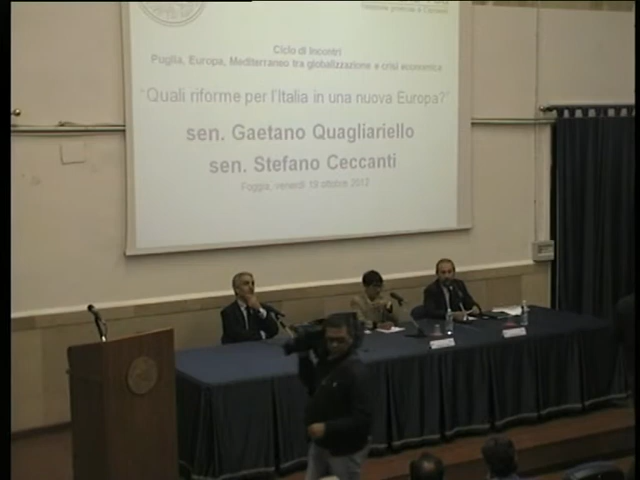 Ciclo di Incontri
Puglia, Europa, Mediterraneo tra globalizzazione e crisi economica
"Quali riforme per l'Italia in una nuova Europa?"
sen. Gaetano Quagliariello
sen. Stefano Ceccanti
Foggia, venerdì 19 ottobre 2012